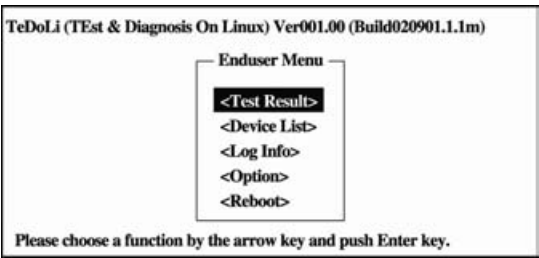 TeDoLi (TEst & Diagnosis On Linux) Ver001.00 (Build020901.1.1m)
Enduser Menu
<Test Result>
<Device List>
<Log Info>
<Option>
<Reboot>
Please choose a function by the arrow key and push Enter key.